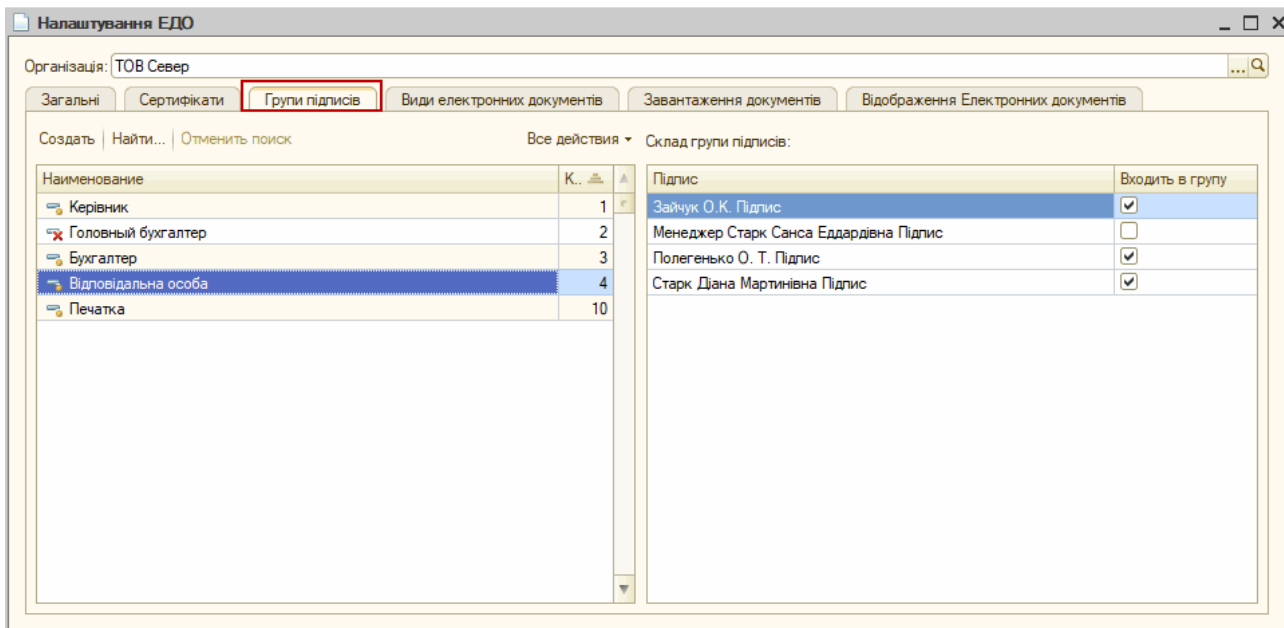 Налаштування ЕДО
Організація: ТОВ Север ...
Загальні Сертифікати Групи підписів Види електронних документів Завантаження документів Відображення Електронних документів
Создать Найти... Отменить поиск Все действия Склад групи підписів:
Наименование К.. Підпис Входить в групу
Керівник 1 Зайчук О.К. Підпис
Головный бухгалтер 2 Менеджер Старк Санса Еддардівна Підпис
Бухгалтер 3 Полегенько О. Т. Підпис
Відповідальна особа 4 Старк Діана Мартинівна Підпис
Печатка 10